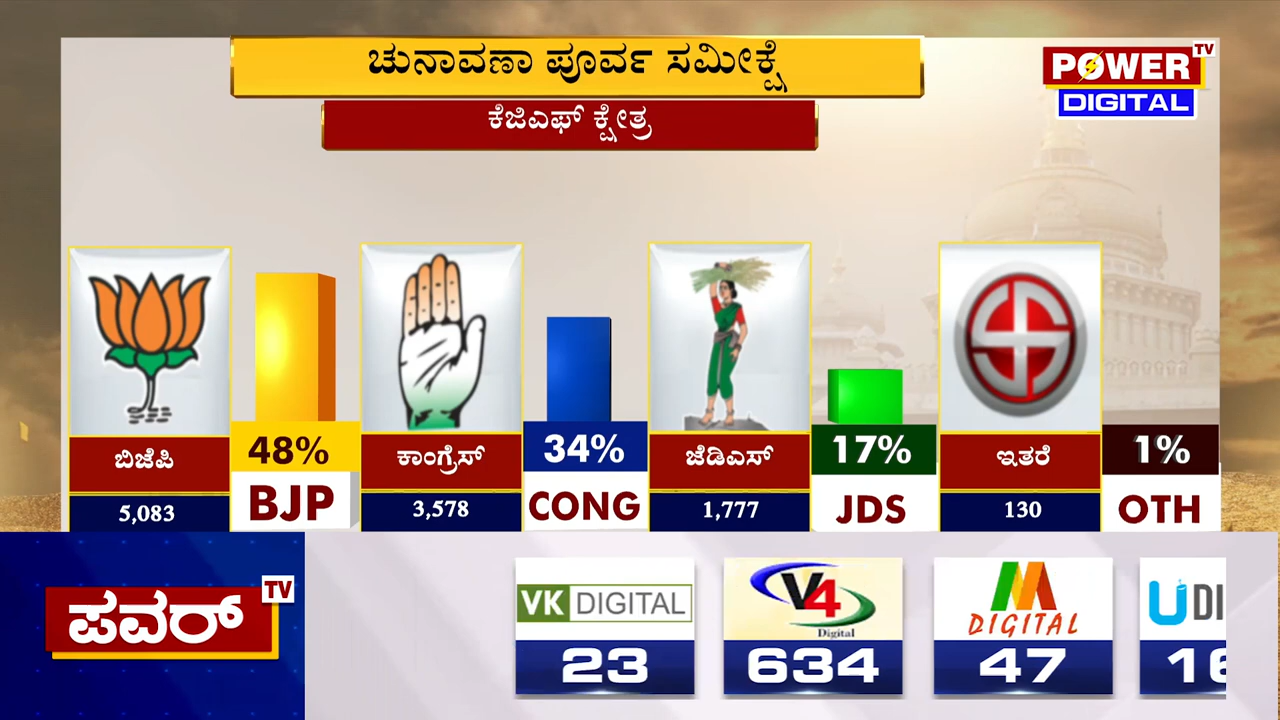 ಚುನಾವಣಾ ಪೂರ್ವ ಸಮೀಕ್ಷೆ
ಕೆಜಿಎಫ್ ಕ್ಷೇತ್ರ
POWER TV
DIGITAL
ಬಿಜೆಪಿ
5,083
48%
BJP
ಕಾಂಗ್ರೆಸ್
3,578
34%
CONG
ಜೆಡಿಎಸ್
1,777
17%
JDS
ಇತರೆ
130
1%
OTH
ಪವರ್ TV
VK DIGITAL
23
V4
Digital
634
M
DIGITAL
47